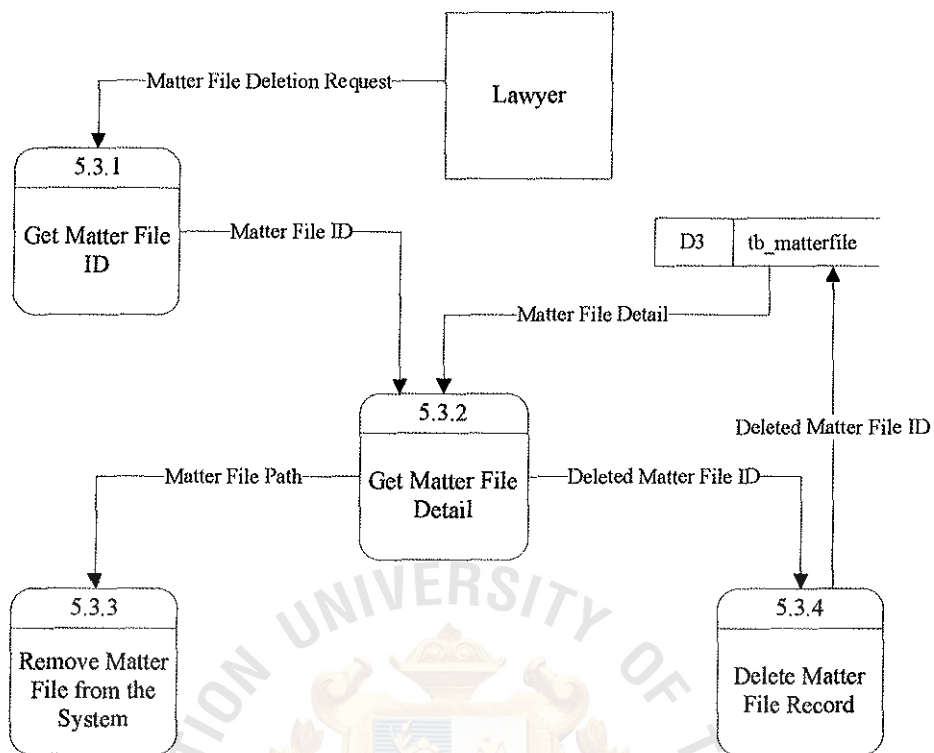 Matter File Deletion Request
Lawyer
5.3.1
Get Matter File
ID
Matter File ID
D3
tb_matterfile
Matter File Detail
5.3.2
Get Matter File
Detail
Deleted Matter File ID
Matter File Path
Deleted Matter File ID
5.3.3
Remove Matter
File from the
System
5.3.4
Delete Matter
File Record
UNIVERSITY OF